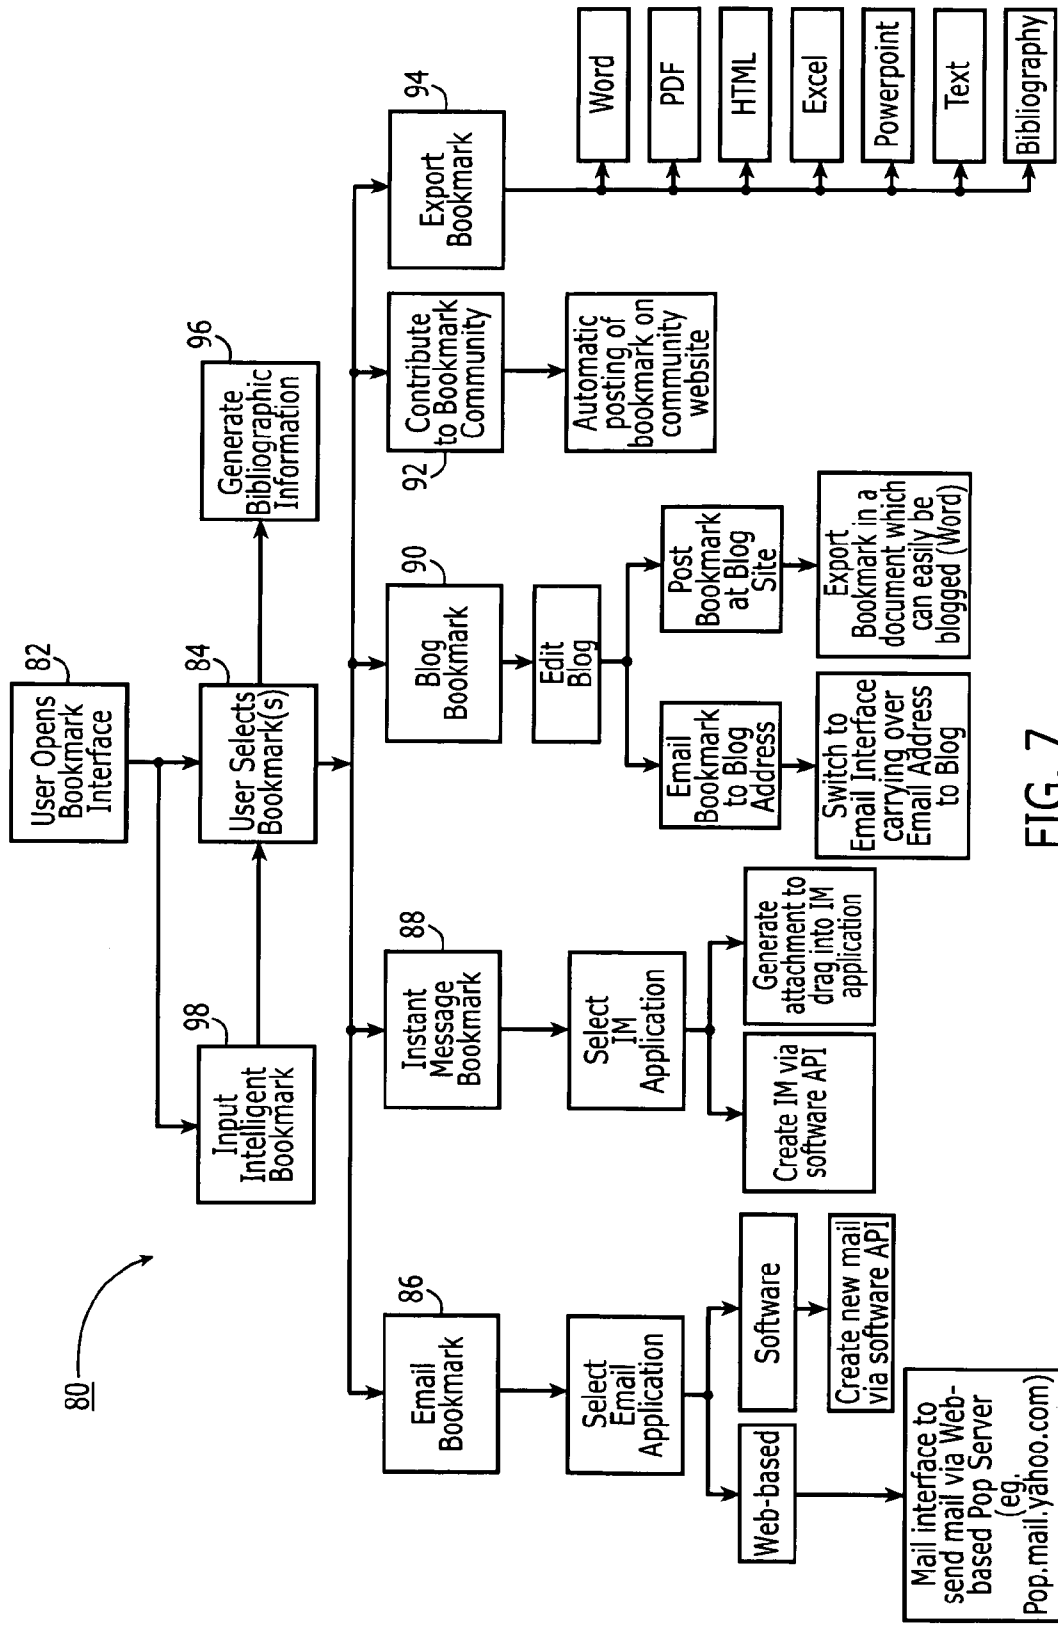 80
User Opens
Bookmark
Interface
82
Input
Intelligent
Bookmark
98
User Selects
Bookmark(s)
84
Generate
Bibliographic
Information
96
Email
Bookmark
86
Instant
Message
Bookmark
88
Blog
Bookmark
90
Contribute
to Bookmark
Community
92
Export
Bookmark
94
Select
Email
Application
Web-based
Software
Mail interface to
send mail via Web-
based Pop Server
(eg.
Pop.mail.yahoo.com)
Create new mail
via software API
Select
IM
Application
Create IM via
software API
Generate
attachment to
drag into IM
application
Edit
Blog
Email
Bookmark
to Blog
Address
Post
Bookmark
at Blog
Site
Switch to
Email Interface
carrying over
Email Address
to Blog
Export
Bookmark in a
document which
can easily be
blogged (Word)
Automatic
posting of
bookmark on
community
website
Word
PDF
HTML
Excel
Powerpoint
Text
Bibliography
FIG. 7